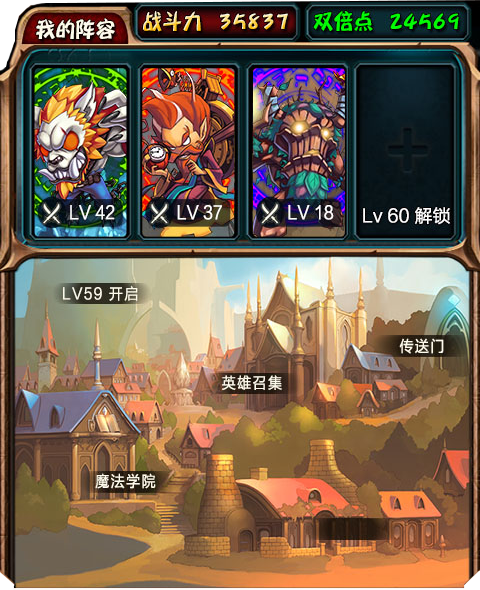 我的阵容
战斗力 35837
双倍点 24569
LV 42
LV 37
LV 18
Lv 60 解锁
LV59 开启
传送门
英雄召集
魔法学院